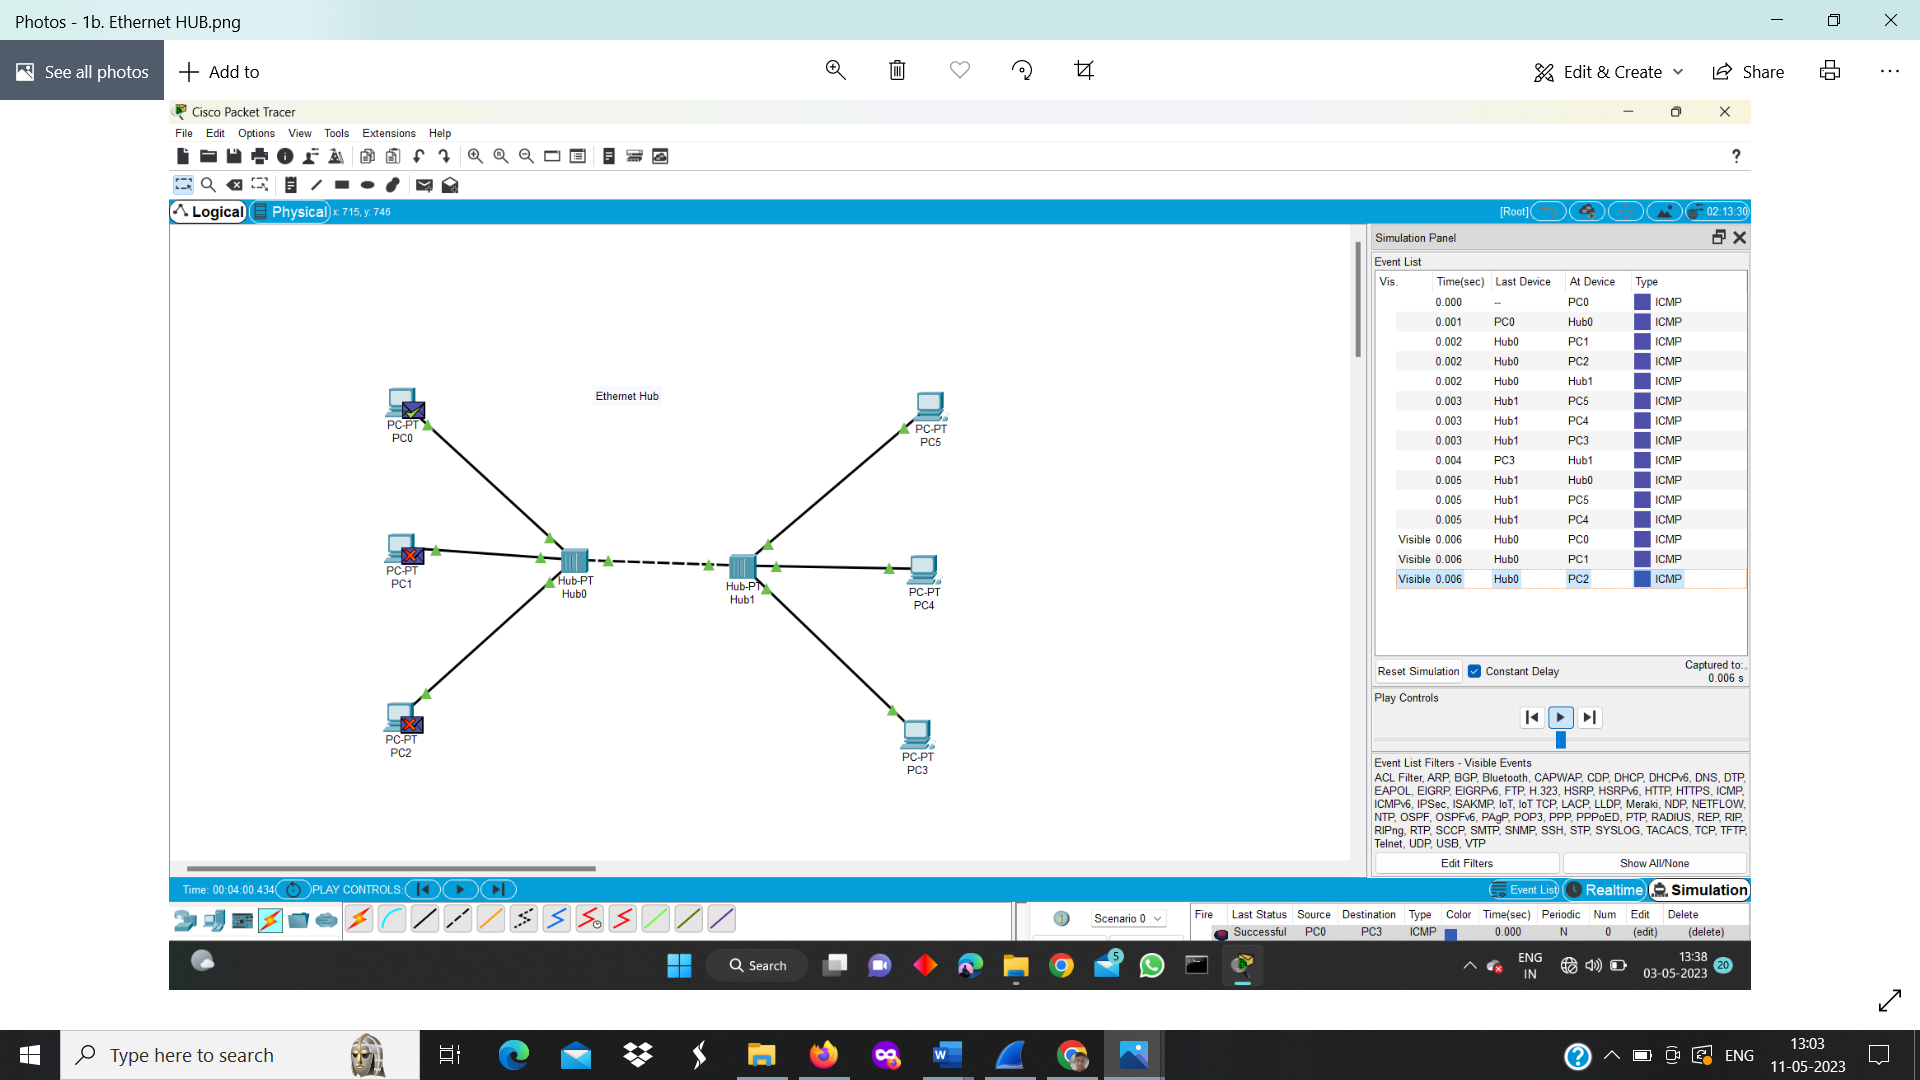 Photos - 1b. Ethernet HUB.png
See all photos
Add to
Edit & Create
Share
Cisco Packet Tracer
File Edit Options View Tools Extensions Help
?
Logical
Physical
x: 715, y: 746
[Root]
02:13:30
Ethernet Hub
PC-PT
PC0
PC-PT
PC1
PC-PT
PC2
Hub-PT
Hub0
Hub-PT
Hub1
PC-PT
PC5
PC-PT
PC4
PC-PT
PC3
Simulation Panel
Event List
Vis. Time(sec) Last Device At Device Type
0.000 -- PC0 ICMP
0.001 PC0 Hub0 ICMP
0.002 Hub0 PC1 ICMP
0.002 Hub0 PC2 ICMP
0.002 Hub0 Hub1 ICMP
0.003 Hub1 PC5 ICMP
0.003 Hub1 PC4 ICMP
0.003 Hub1 PC3 ICMP
0.004 PC3 Hub1 ICMP
0.005 Hub1 Hub0 ICMP
0.005 Hub1 PC5 ICMP
0.005 Hub1 PC4 ICMP
Visible 0.006 Hub0 PC0 ICMP
Visible 0.006 Hub0 PC1 ICMP
Visible 0.006 Hub0 PC2 ICMP
Reset Simulation
Constant Delay
Captured to:
0.006 s
Play Controls
Event List Filters - Visible Events
ACL Filter, ARP, BGP, Bluetooth, CAPWAP, CDP, DHCP, DHCPv6, DNS, DTP,
EAPOL, EIGRP, EIGRPv6, FTP, H.323, HSRP, HSRPv6, HTTP, HTTPS, ICMP,
ICMPv6, IPSec, ISAKMP, IoT, IoT TCP, LACP, LLDP, Meraki, NDP, NETFLOW,
NTP, OSPF, OSPFv6, PAgP, POP3, PPP, PPPoED, PTP, RADIUS, REP, RIP,
RIPng, RTP, SCCP, SMTP, SNMP, SSH, STP, SYSLOG, TACACS, TCP, TFTP,
Telnet, UDP, USB, VTP
Edit Filters
Show All/None
Time: 00:04:00.434
PLAY CONTROLS:
Event List
Realtime
Simulation
Scenario 0
Fire Last Status Source Destination Type Color Time(sec) Periodic Num Edit Delete
Successful PC0 PC3 ICMP 0.000 N 0 (edit) (delete)
Search
5
ENG
IN
13:38
03-05-2023
20
Type here to search
W
ENG
13:03
11-05-2023